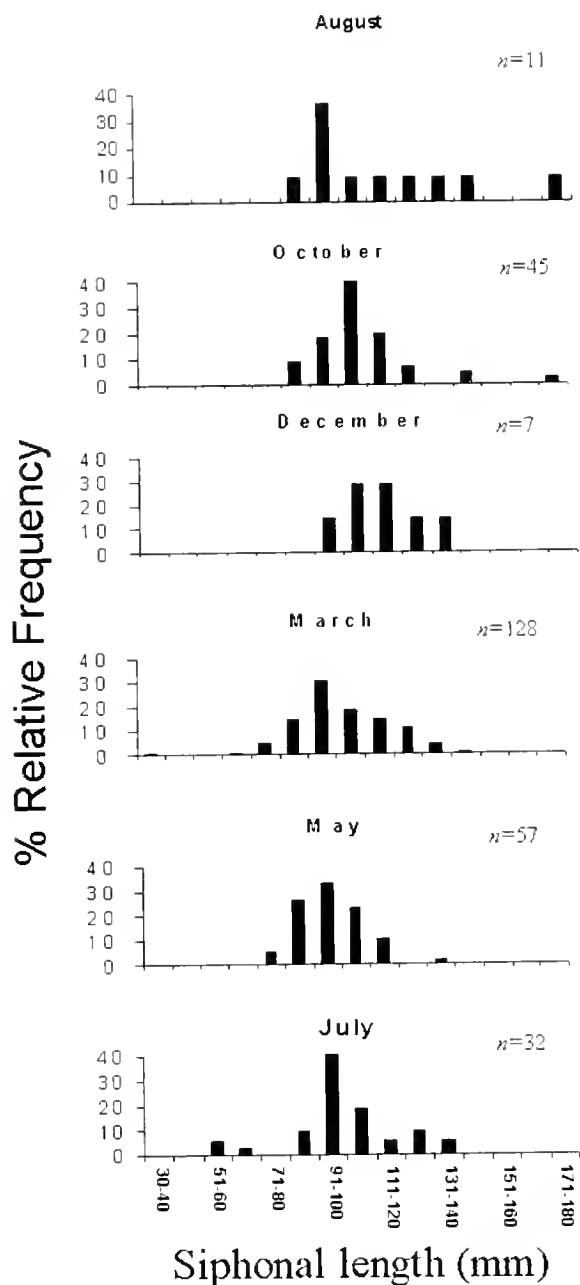 August
n=11
40
30
20
10
0
October
n=45
40
30
20
10
0
December
n=7
40
30
20
10
0
% Relative Frequency
March
n=128
40
30
20
10
0
May
n=57
40
30
20
10
0
July
n=32
40
30
20
10
0
30-40
51-60
71-80
91-100
111-120
131-140
151-160
171-180
Siphonal length (mm)